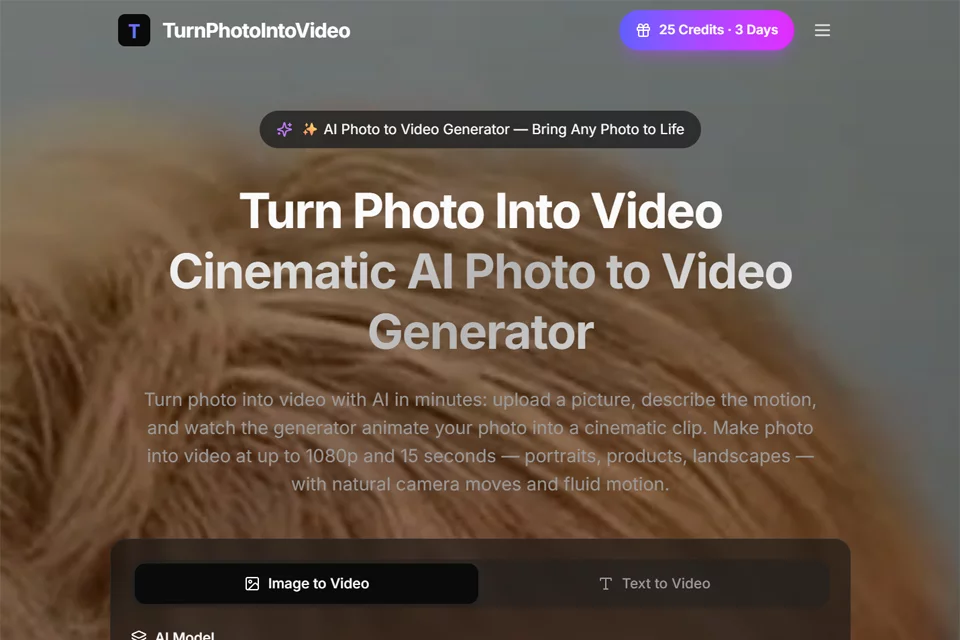 T TurnPhotoIntoVideo
25 Credits · 3 Days
✨ AI Photo to Video Generator — Bring Any Photo to Life
Turn Photo Into Video
Cinematic AI Photo to Video
Generator
Turn photo into video with AI in minutes: upload a picture, describe the motion,
and watch the generator animate your photo into a cinematic clip. Make photo
into video at up to 1080p and 15 seconds — portraits, products, landscapes —
with natural camera moves and fluid motion.
Image to Video
Text to Video
AI Model